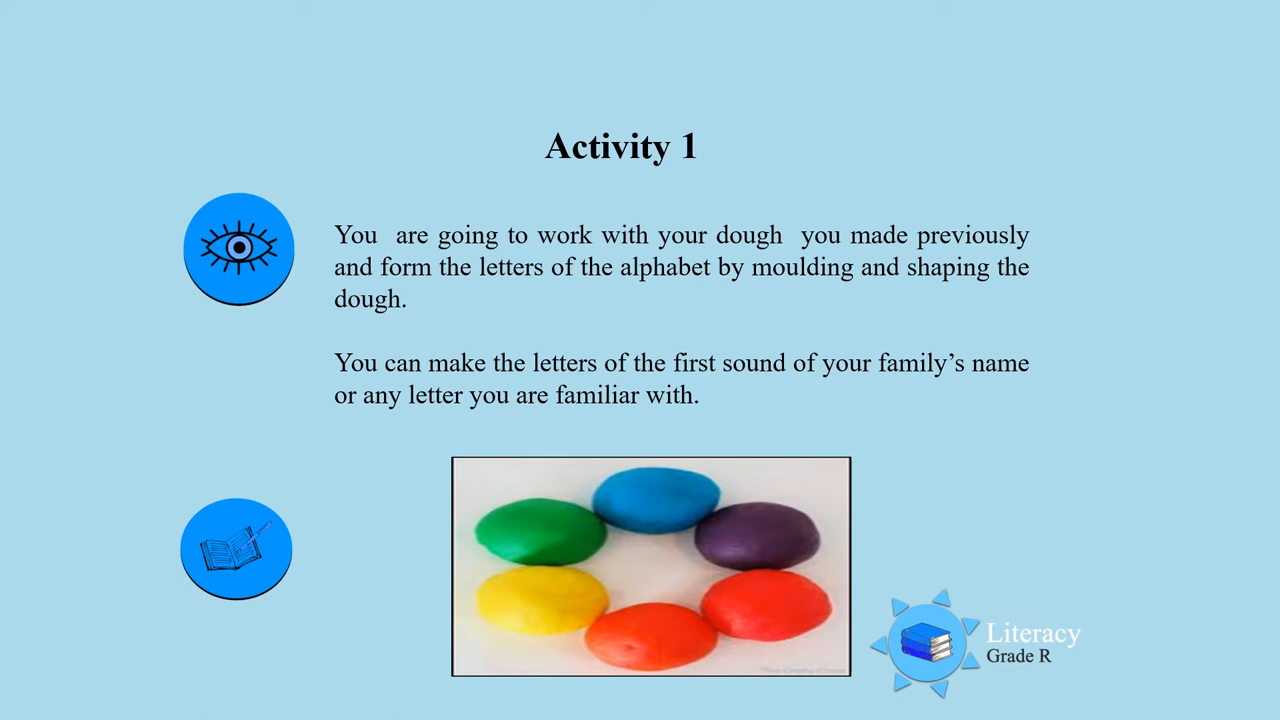 Activity 1
You are going to work with your dough you made previously
and form the letters of the alphabet by moulding and shaping the
dough.
You can make the letters of the first sound of your family’s name
or any letter you are familiar with.
Literacy
Grade R